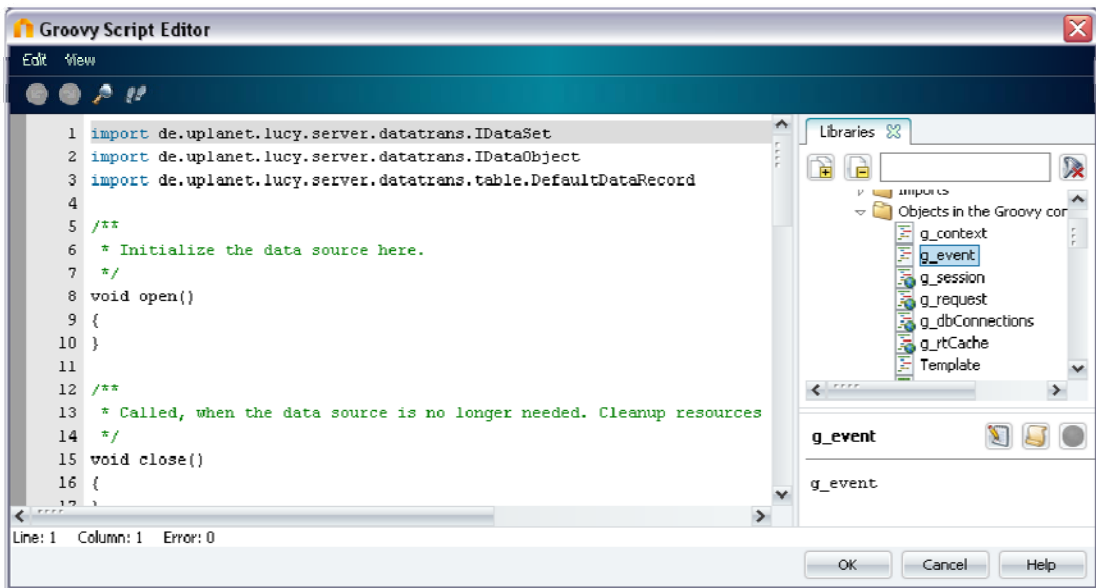 Groovy Script Editor
Edit View
1 import de.uplanet.lucy.server.datatrans.IDataSet
2 import de.uplanet.lucy.server.datatrans.IDataObject
3 import de.uplanet.lucy.server.datatrans.table.DefaultDataRecord
4
5 /**
6 * Initialize the data source here.
7 */
8 void open()
9 {
10 }
11
12 /**
13 * Called, when the data source is no longer needed. Cleanup resources
14 */
15 void close()
16 {
17 }
Line: 1 Column: 1 Error: 0
Libraries
Imports
Objects in the Groovy cor
g_context
g_event
g_session
g_request
g_dbConnections
g_rtCache
Template
g_event
g_event
OK Cancel Help